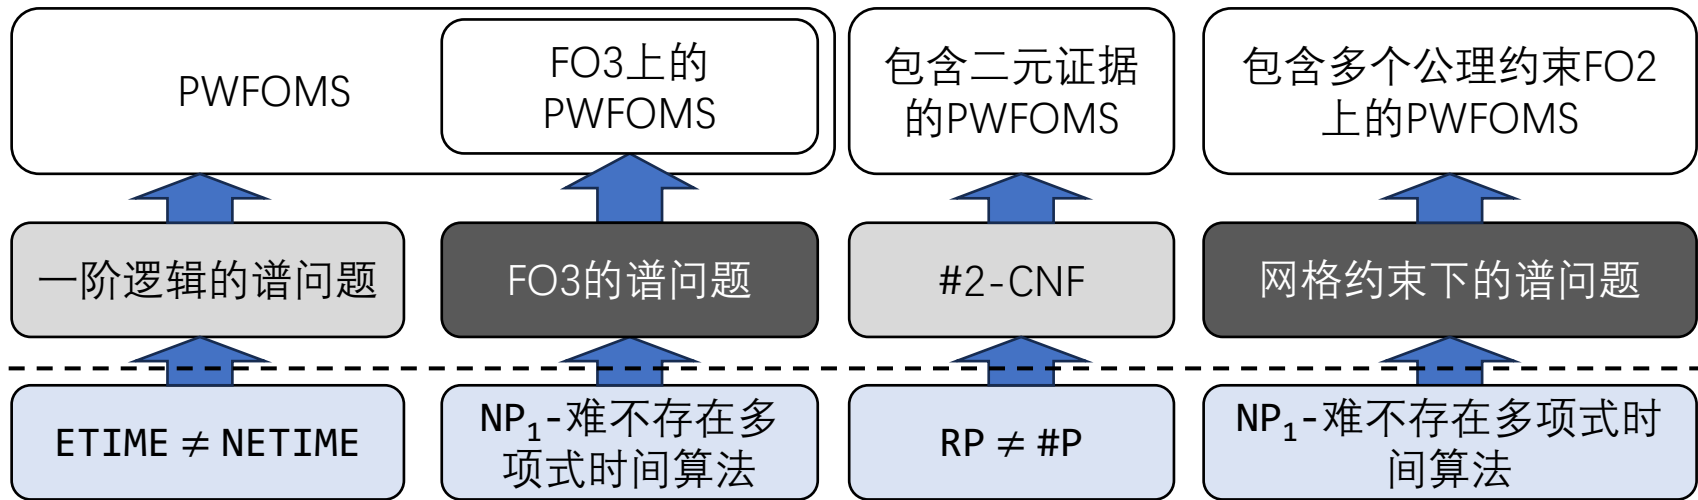 PWFOMS
FO3上的
PWFOMS
包含二元证据
的PWFOMS
包含多个公理约束FO2
上的PWFOMS
一阶逻辑的谱问题
FO3的谱问题
#2-CNF
网格约束下的谱问题
ETIME ≠ NETIME
NP₁-难不存在多
项式时间算法
RP ≠ #P
NP₁-难不存在多项式时
间算法